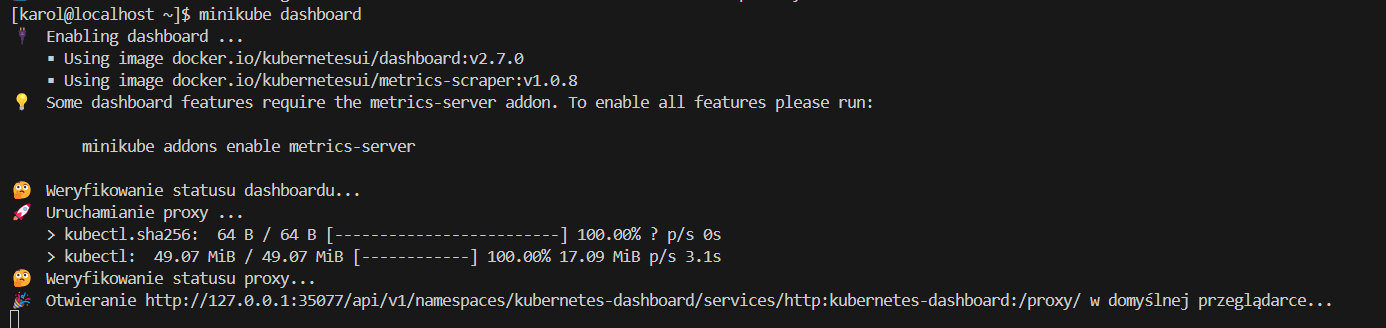 [karol@localhost ~]$ minikube dashboard
Enabling dashboard ...
▪ Using image docker.io/kubernetesui/dashboard:v2.7.0
▪ Using image docker.io/kubernetesui/metrics-scraper:v1.0.8
Some dashboard features require the metrics-server addon. To enable all features please run:
minikube addons enable metrics-server
Weryfikowanie statusu dashboardu...
Uruchamianie proxy ...
> kubectl.sha256:  64 B / 64 B [-------------------------] 100.00% ? p/s 0s
> kubectl:  49.07 MiB / 49.07 MiB [------------] 100.00% 17.09 MiB p/s 3.1s
Weryfikowanie statusu proxy...
Otwieranie http://127.0.0.1:35077/api/v1/namespaces/kubernetes-dashboard/services/http:kubernetes-dashboard:/proxy/ w domyślnej przeglądarce...